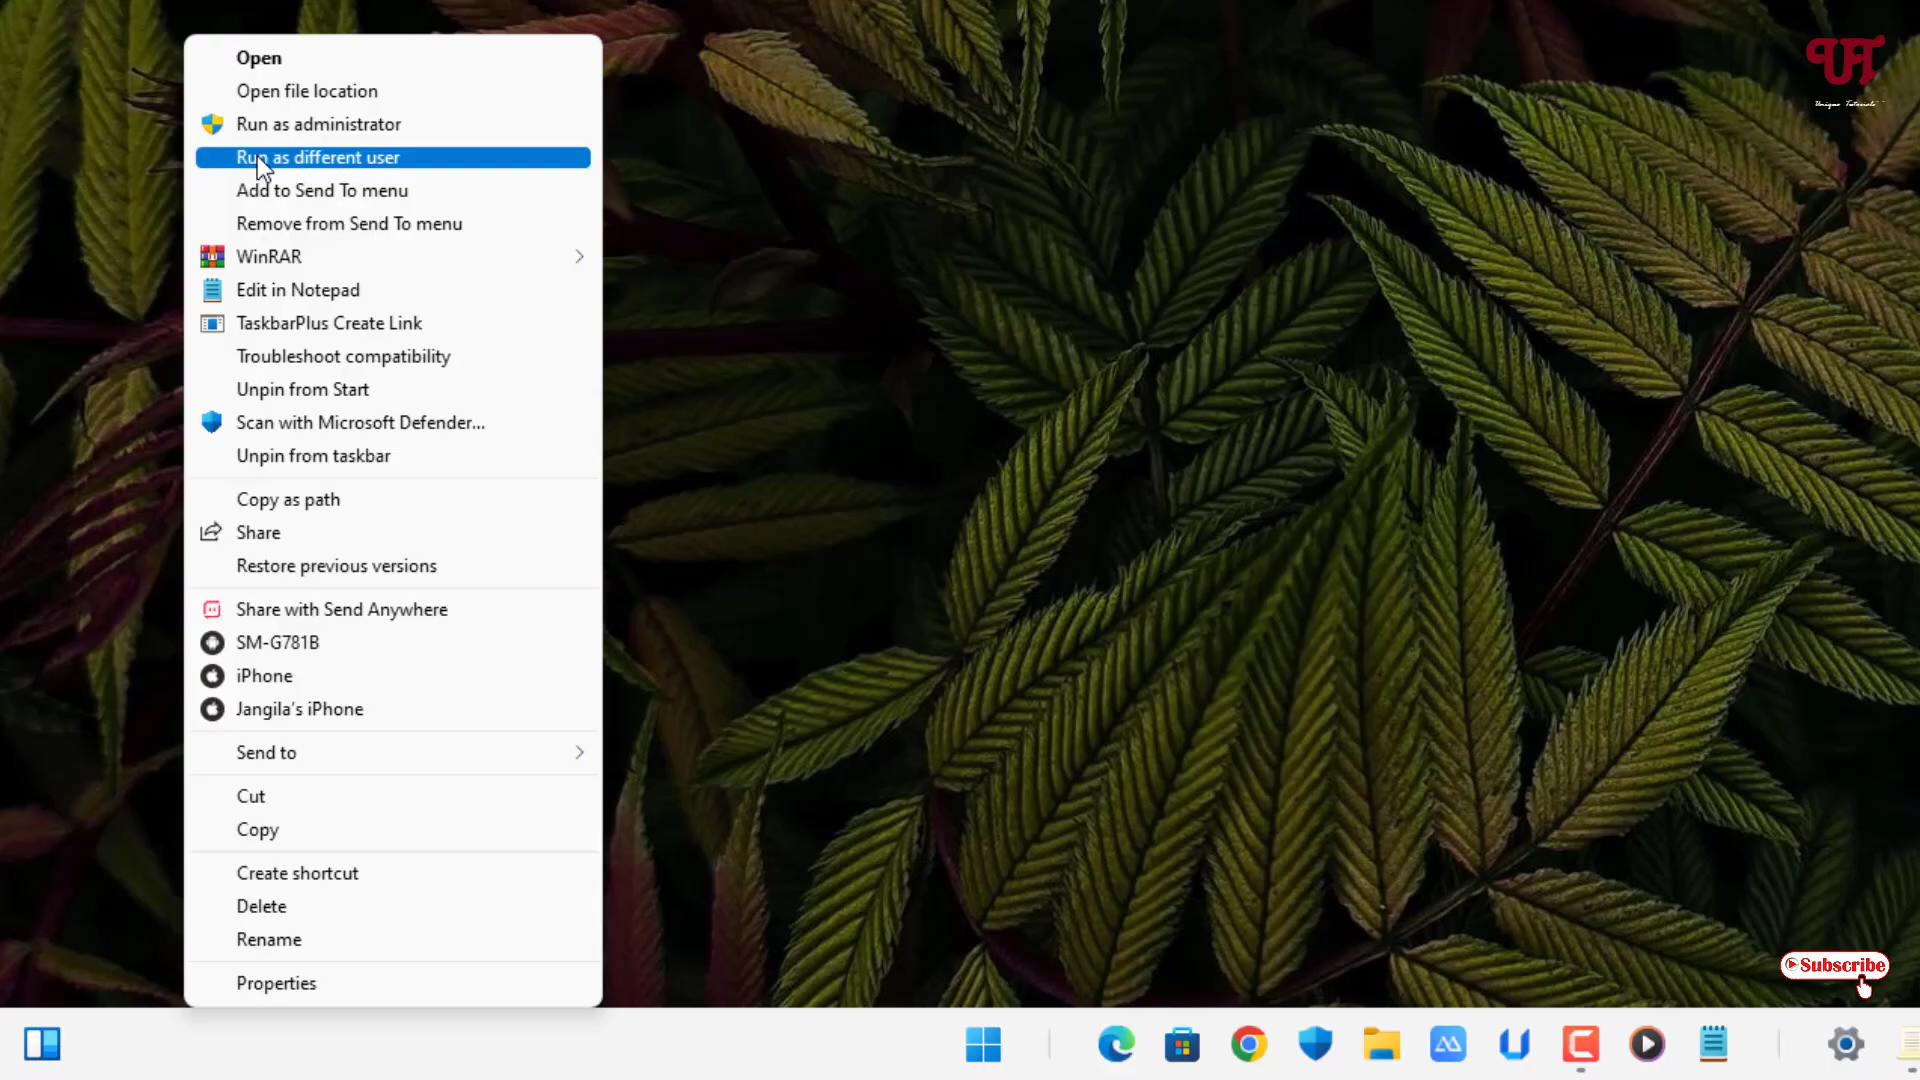 Open
Open file location
Run as administrator
Run as different user
Add to Send To menu
Remove from Send To menu
WinRAR
Edit in Notepad
TaskbarPlus Create Link
Troubleshoot compatibility
Unpin from Start
Scan with Microsoft Defender...
Unpin from taskbar
Copy as path
Share
Restore previous versions
Share with Send Anywhere
SM-G781B
iPhone
Jangila's iPhone
Send to
Cut
Copy
Create shortcut
Delete
Rename
Properties
UT
Unique Tutorials
Subscribe